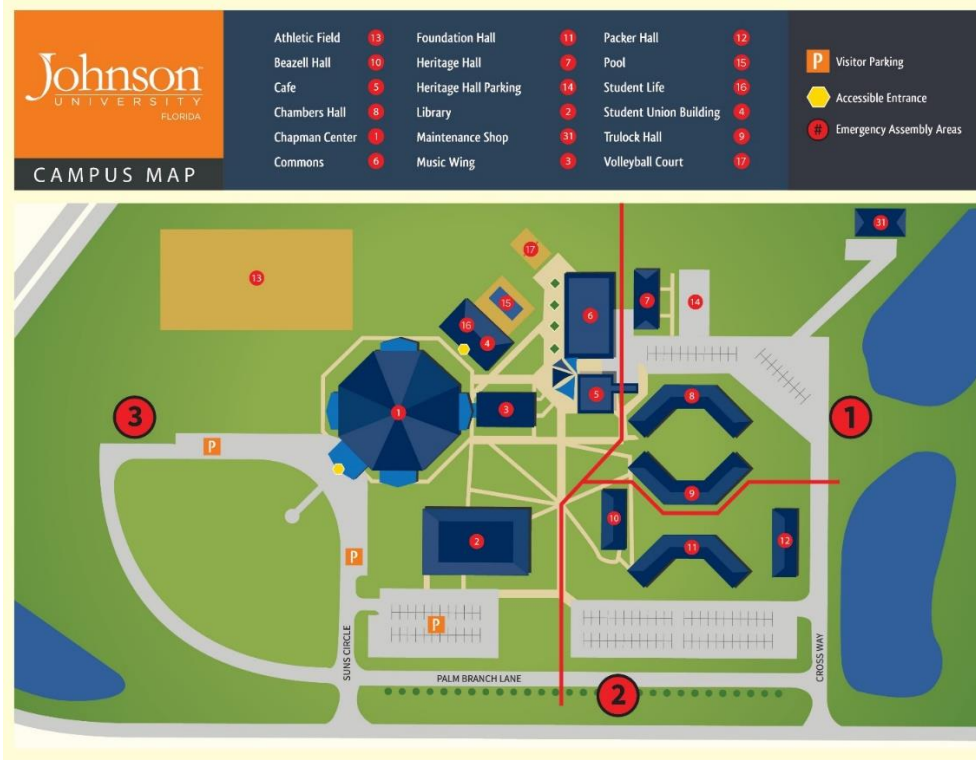 Johnson™
UNIVERSITY
FLORIDA
CAMPUS MAP
Athletic Field 13
Beazell Hall 10
Cafe 5
Chambers Hall 8
Chapman Center 1
Commons 6
Foundation Hall 11
Heritage Hall 7
Heritage Hall Parking 14
Library 2
Maintenance Shop 31
Music Wing 3
Packer Hall 12
Pool 15
Student Life 16
Student Union Building 4
Trulock Hall 9
Volleyball Court 17
P Visitor Parking
Accessible Entrance
# Emergency Assembly Areas
31
17
13
15
7
14
6
16
4
5
8
1
3
3
1
P
9
10
2
11
12
P
P
SUNS CIRCLE
PALM BRANCH LANE
CROSS WAY
2